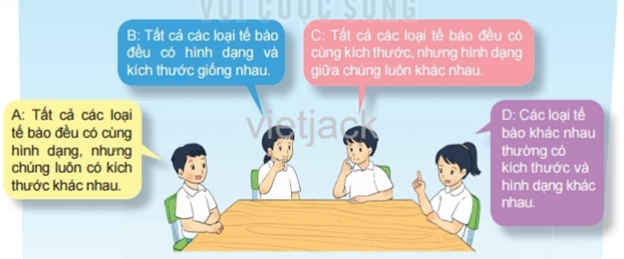 VỚI CUỘC SỐNG
B: Tất cả các loại tế bào
đều có hình dạng và
kích thước giống nhau.
C: Tất cả các loại tế bào đều có
cùng kích thước, nhưng hình dạng
giữa chúng luôn khác nhau.
A: Tất cả các loại
tế bào đều có cùng
hình dạng, nhưng
chúng luôn có kích
thước khác nhau.
vietjack
D: Các loại tế
bào khác nhau
thường có
kích thước và
hình dạng khác
nhau.